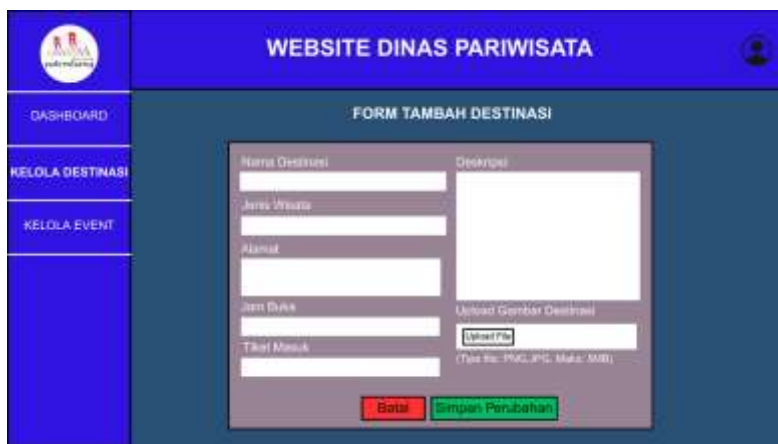 WEBSITE DINAS PARIWISATA
DASHBOARD
KELOLA DESTINASI
KELOLA EVENT
FORM TAMBAH DESTINASI
Nama Destinasi
Jenis Wisata
Alamat
Jam Buka
Tiket Masuk
Deskripsi
Upload Gambar Destinasi
Upload File
(Tipe file: PNG, JPG, Maks: 5MB)
Batal
Simpan Perubahan